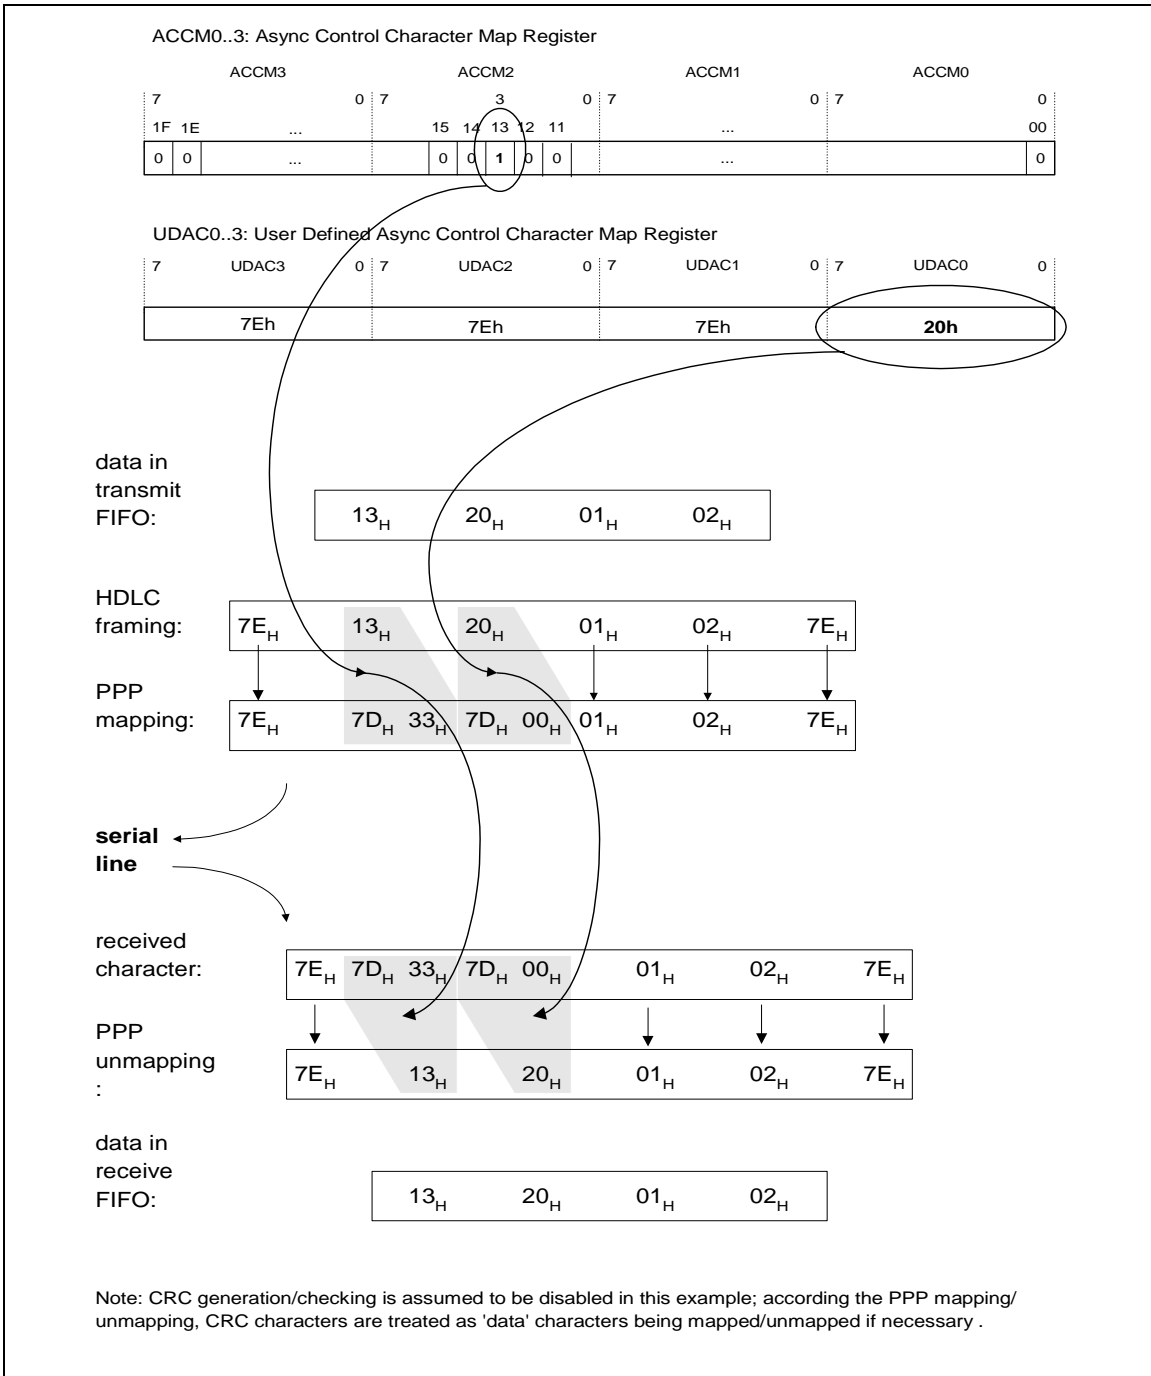 ACCM0..3: Async Control Character Map Register
ACCM3 ACCM2 ACCM1 ACCM0
7 0 7 3 0 7 0 7 0
1F 1E ... 15 14 13 12 11 ... 00
0 0 ... 0 0 1 0 0 ... 0
UDAC0..3: User Defined Async Control Character Map Register
7 UDAC3 0 7 UDAC2 0 7 UDAC1 0 7 UDAC0 0
7Eh 7Eh 7Eh 20h
data in
transmit
FIFO:
13H 20H 01H 02H
HDLC
framing:
7EH 13H 20H 01H 02H 7EH
PPP
mapping:
7EH 7DH 33H 7DH 00H 01H 02H 7EH
serial
line
received
character:
7EH 7DH 33H 7DH 00H 01H 02H 7EH
PPP
unmapping
:
7EH 13H 20H 01H 02H 7EH
data in
receive
FIFO:
13H 20H 01H 02H
Note: CRC generation/checking is assumed to be disabled in this example; according the PPP mapping/
unmapping, CRC characters are treated as 'data' characters being mapped/unmapped if necessary .